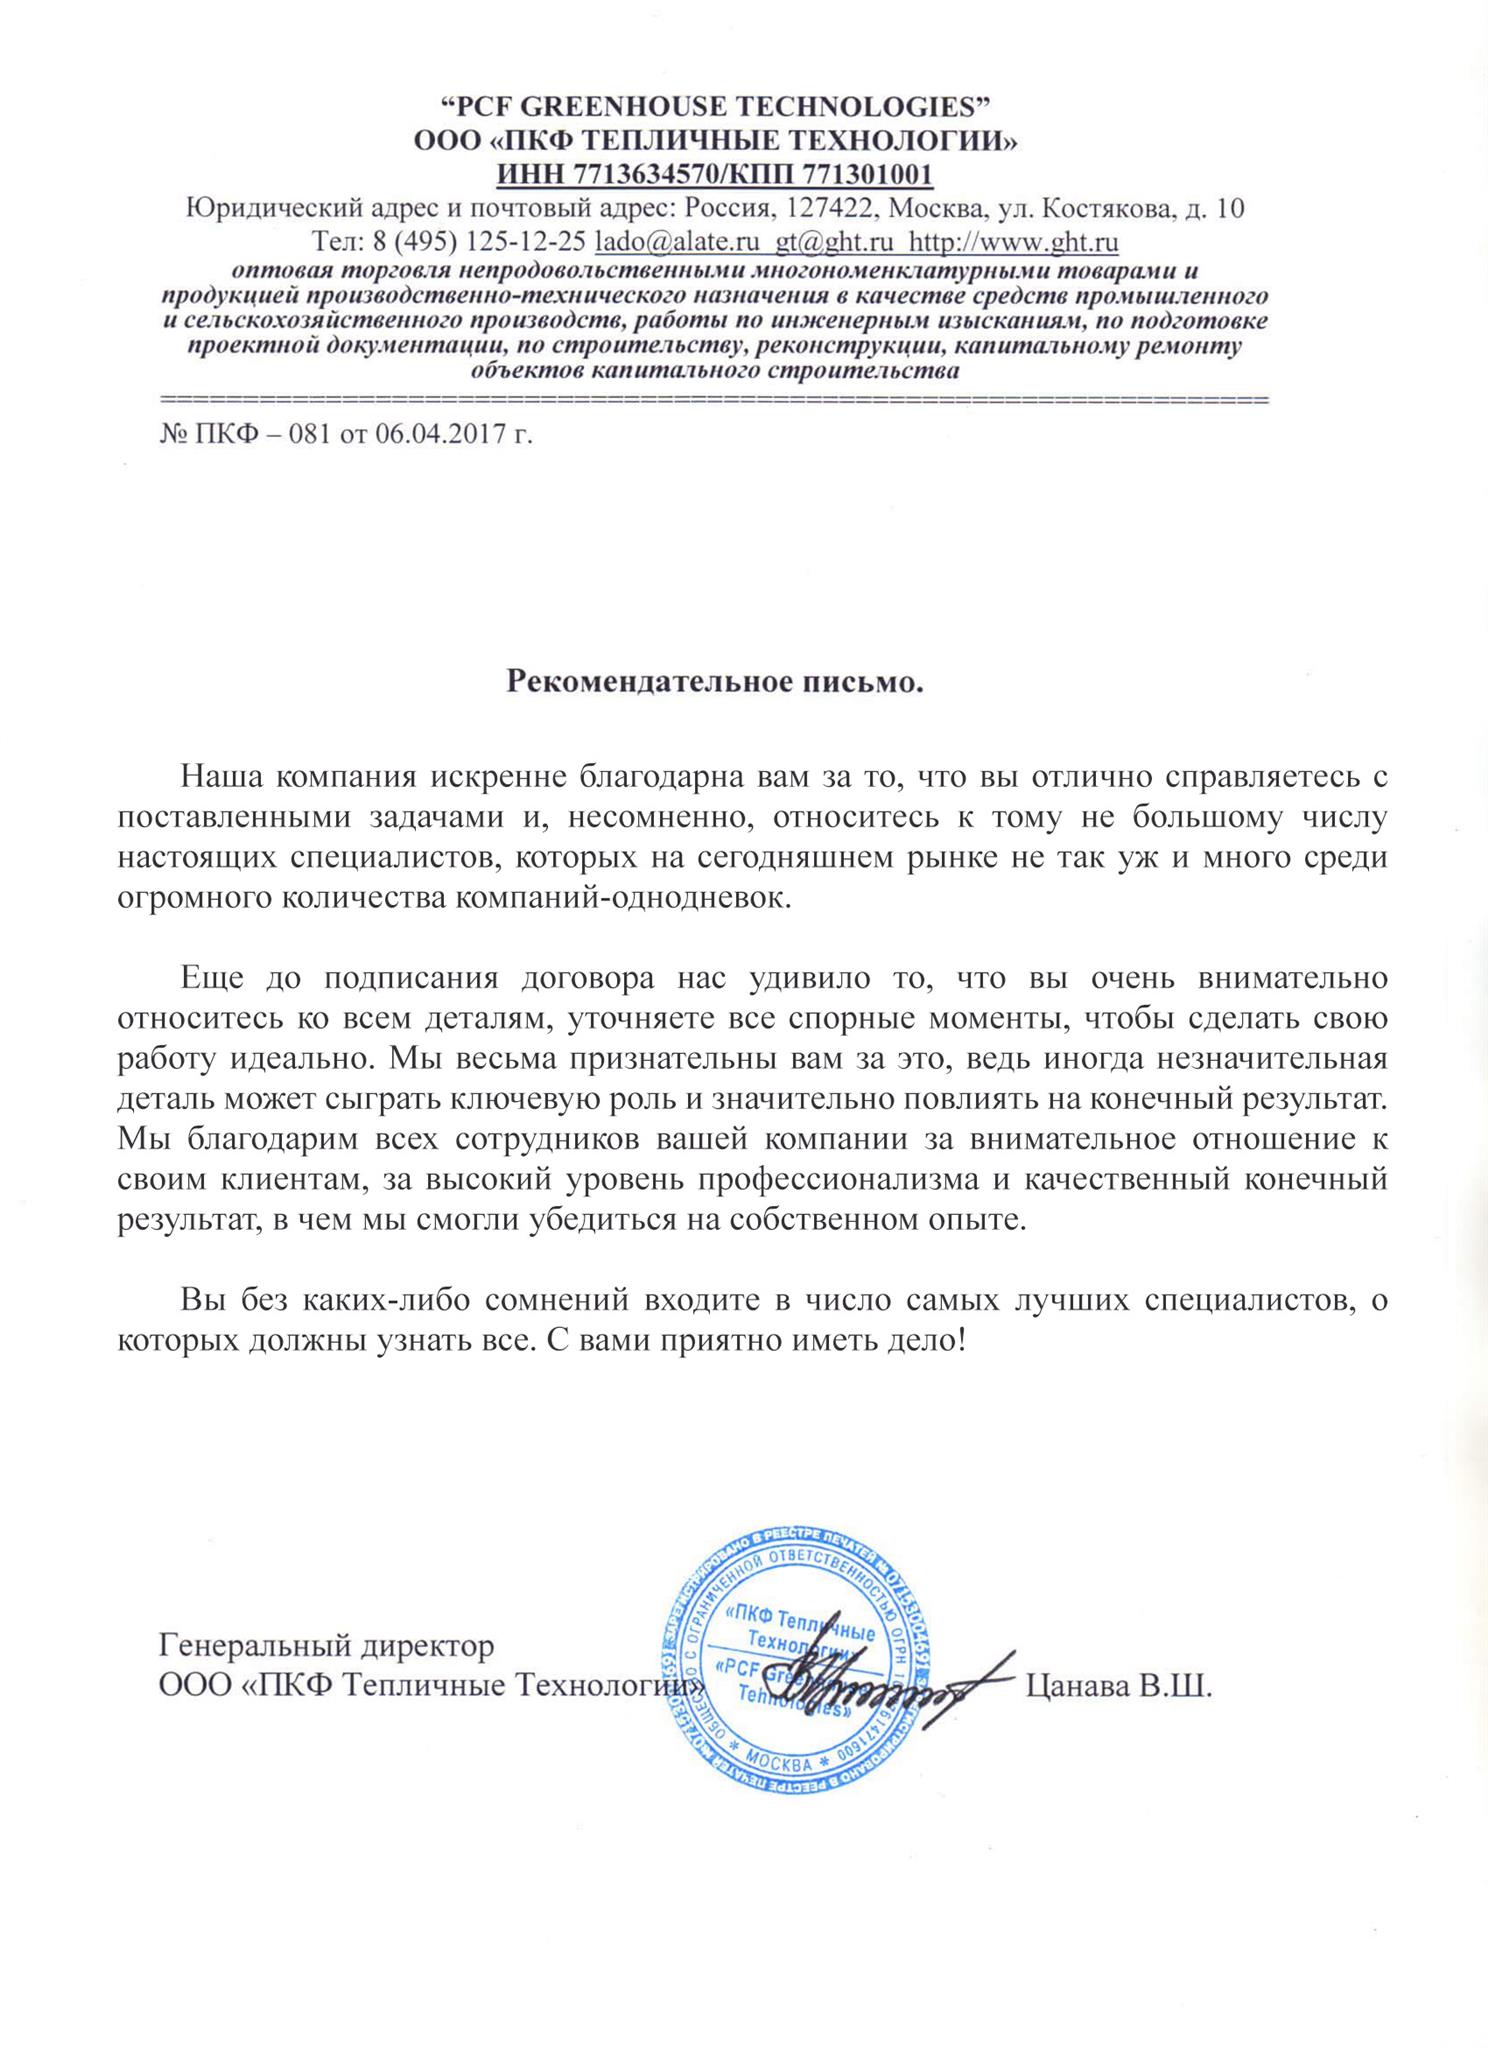 “PCF GREENHOUSE TECHNOLOGIES”
ООО «ПКФ ТЕПЛИЧНЫЕ ТЕХНОЛОГИИ»
ИНН 7713634570/КПП 771301001
Юридический адрес и почтовый адрес: Россия, 127422, Москва, ул. Костякова, д. 10
Тел: 8 (495) 125-12-25 lado@alate.ru gt@ght.ru http://www.ght.ru
оптовая торговля непродовольственными многономенклатурными товарами и
продукцией производственно-технического назначения в качестве средств промышленного
и сельскохозяйственного производств, работы по инженерным изысканиям, по подготовке
проектной документации, по строительству, реконструкции, капитальному ремонту
объектов капитального строительства
№ ПКФ – 081 от 06.04.2017 г.
Рекомендательное письмо.
Наша компания искренне благодарна вам за то, что вы отлично справляетесь с
поставленными задачами и, несомненно, относитесь к тому не большому числу
настоящих специалистов, которых на сегодняшнем рынке не так уж и много среди
огромного количества компаний-однодневок.
Еще до подписания договора нас удивило то, что вы очень внимательно
относитесь ко всем деталям, уточняете все спорные моменты, чтобы сделать свою
работу идеально. Мы весьма признательны вам за это, ведь иногда незначительная
деталь может сыграть ключевую роль и значительно повлиять на конечный результат.
Мы благодарим всех сотрудников вашей компании за внимательное отношение к
своим клиентам, за высокий уровень профессионализма и качественный конечный
результат, в чем мы смогли убедиться на собственном опыте.
Вы без каких-либо сомнений входите в число самых лучших специалистов, о
которых должны узнать все. С вами приятно иметь дело!
Генеральный директор
ООО «ПКФ Тепличные Технологии» Цанава В.Ш.
ЗАРЕГИСТРИРОВАНО В РЕЕСТРЕ ПЕЧАТЕЙ №
ОБЩЕСТВО С ОГРАНИЧЕННОЙ ОТВЕТСТВЕННОСТЬЮ ОГРН
* МОСКВА *
«ПКФ Тепличные
Технологии»
«PCF Greenhouse
Tehnologies»